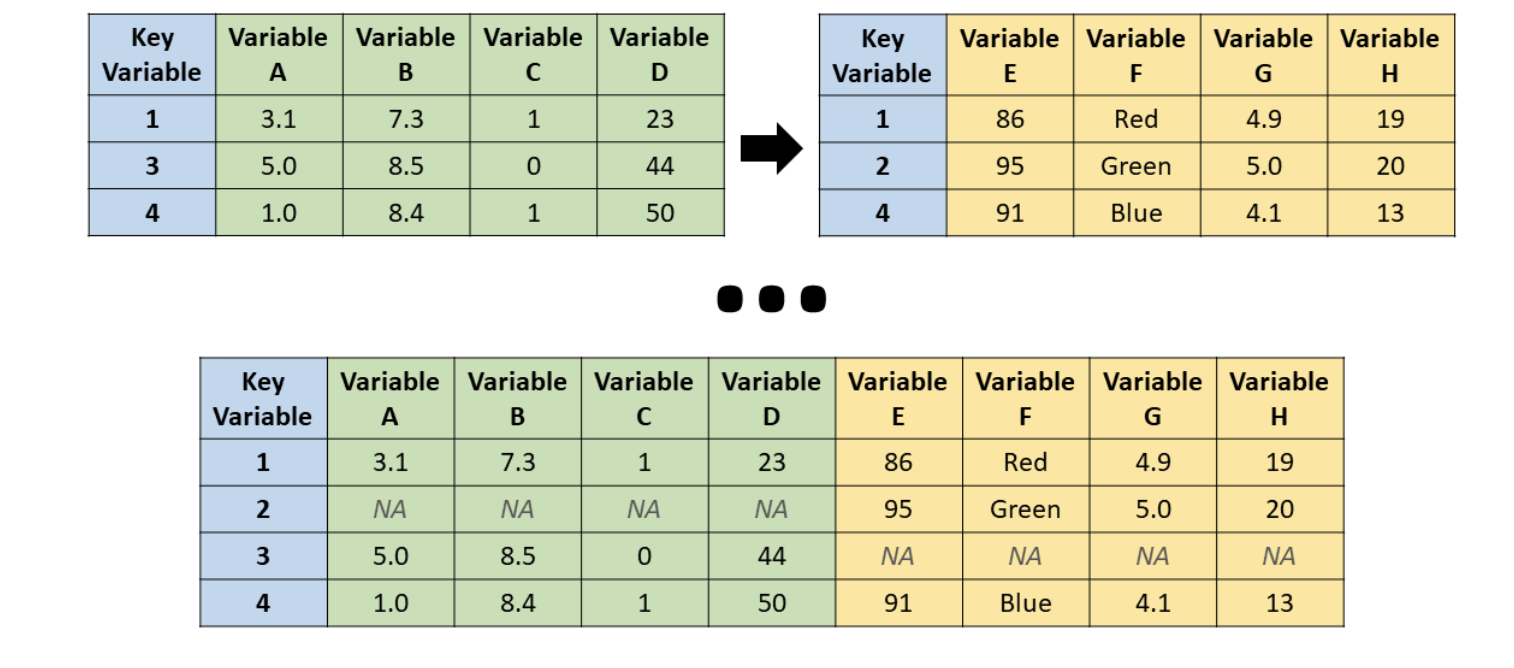 Key Variable Variable Variable Variable Key Variable Variable Variable Variable
Variable A B C D Variable E F G H
1 3.1 7.3 1 23 1 86 Red 4.9 19
3 5.0 8.5 0 44 2 95 Green 5.0 20
4 1.0 8.4 1 50 4 91 Blue 4.1 13
Key Variable Variable Variable Variable Variable Variable Variable Variable
Variable A B C D E F G H
1 3.1 7.3 1 23 86 Red 4.9 19
2 NA NA NA NA 95 Green 5.0 20
3 5.0 8.5 0 44 NA NA NA NA
4 1.0 8.4 1 50 91 Blue 4.1 13